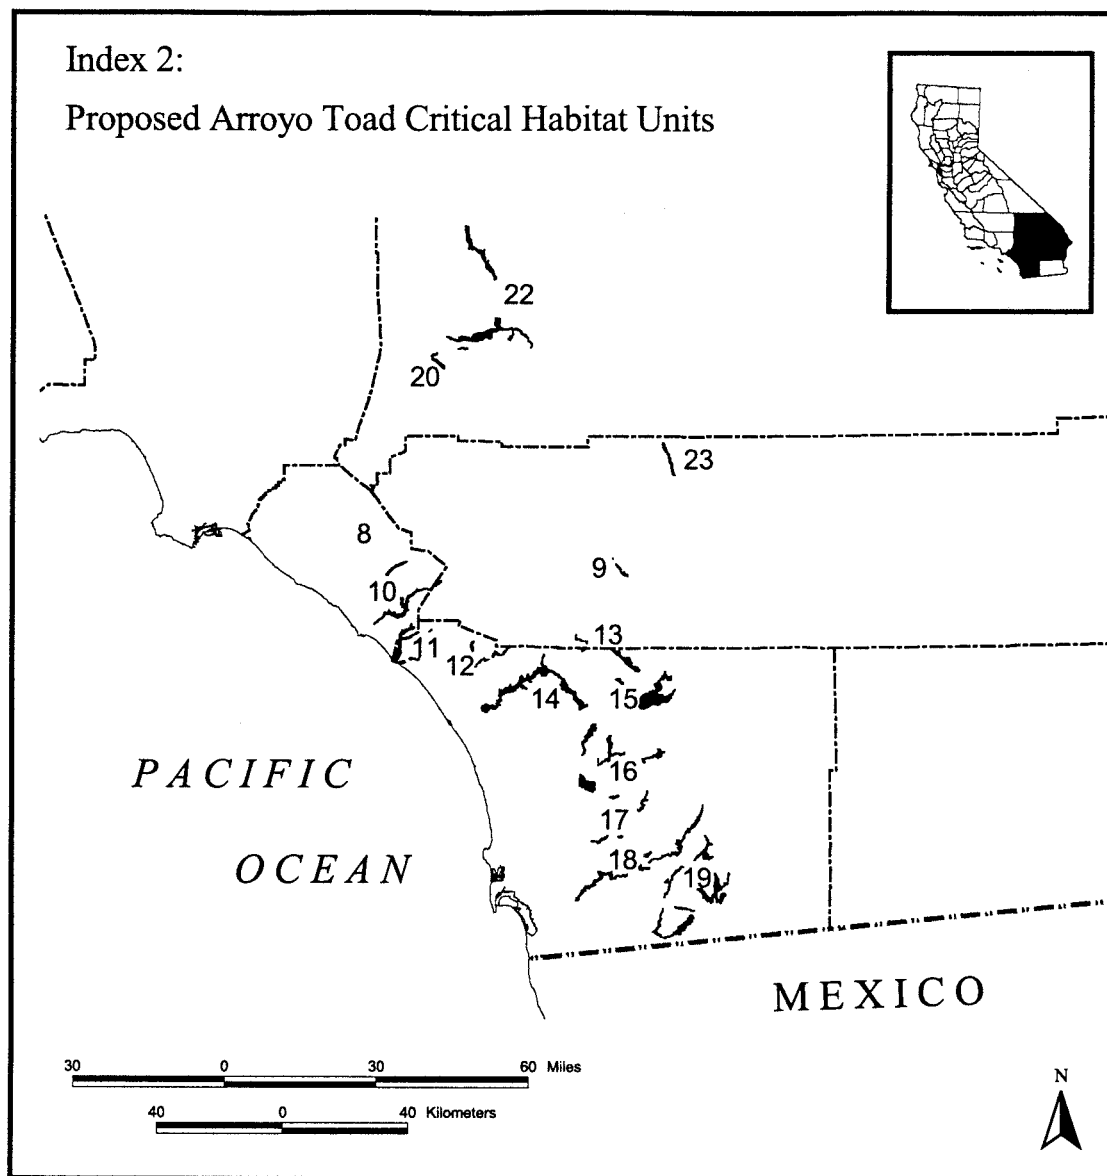 Index 2:
Proposed Arroyo Toad Critical Habitat Units
22
20
23
8
9
10
11
13
12
14
15
PACIFIC
16
17
OCEAN
18
19
MEXICO
30 0 30 60 Miles
40 0 40 Kilometers
N